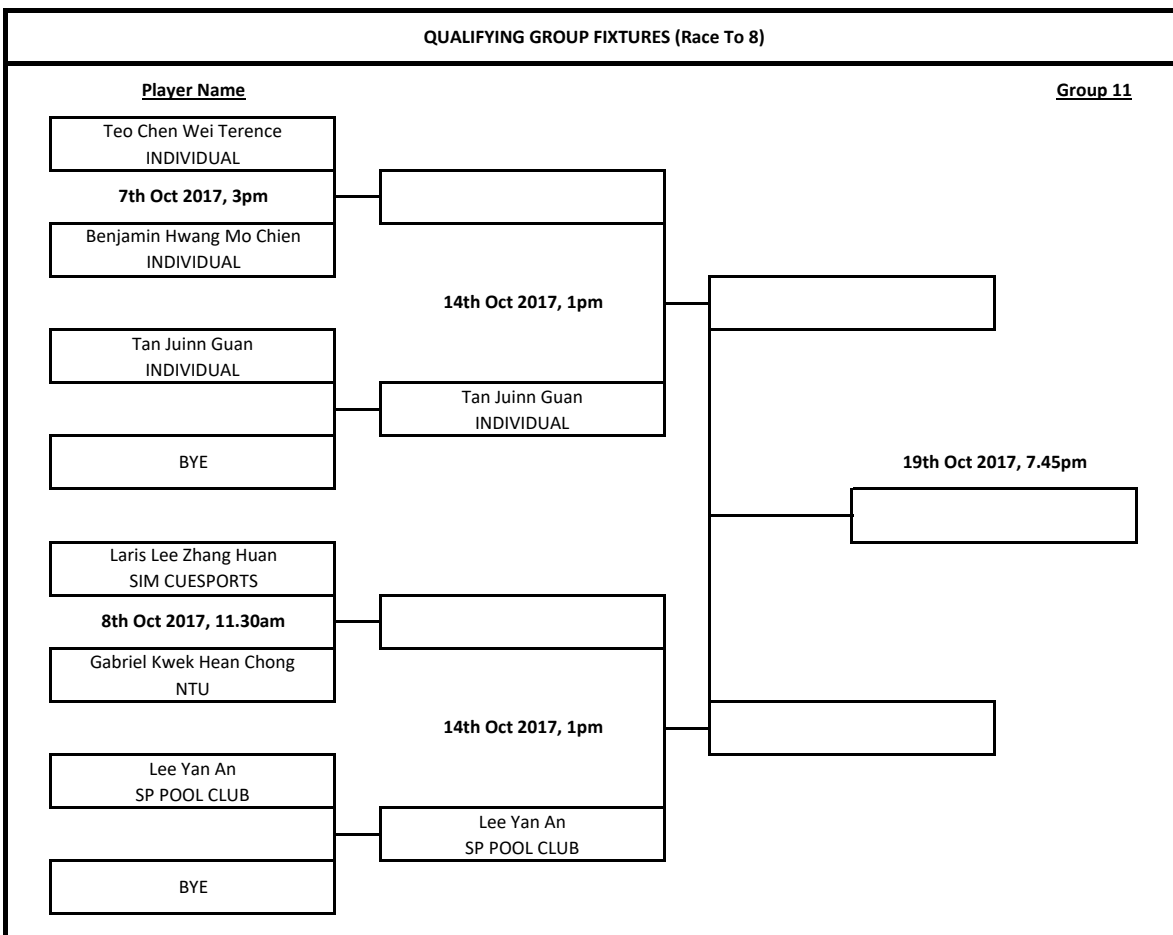 QUALIFYING GROUP FIXTURES (Race To 8)
Player Name
Group 11
Teo Chen Wei Terence
INDIVIDUAL
7th Oct 2017, 3pm
Benjamin Hwang Mo Chien
INDIVIDUAL
14th Oct 2017, 1pm
Tan Juinn Guan
INDIVIDUAL
Tan Juinn Guan
INDIVIDUAL
BYE
19th Oct 2017, 7.45pm
Laris Lee Zhang Huan
SIM CUESPORTS
8th Oct 2017, 11.30am
Gabriel Kwek Hean Chong
NTU
14th Oct 2017, 1pm
Lee Yan An
SP POOL CLUB
Lee Yan An
SP POOL CLUB
BYE